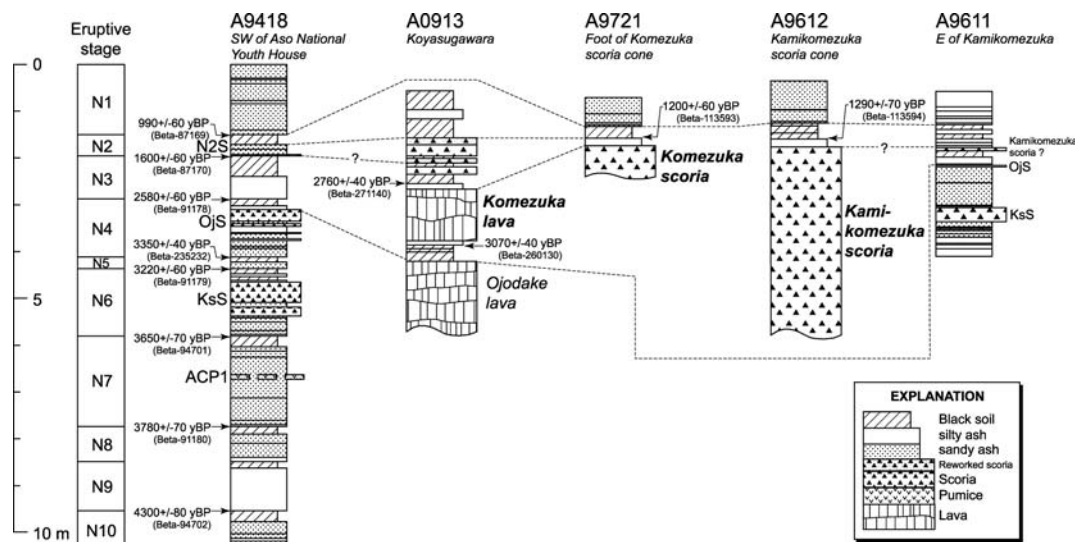 Eruptive
stage
A9418
SW of Aso National
Youth House
A0913
Koyasugawara
A9721
Foot of Komezuka
scoria cone
A9612
Kamikomezuka
scoria cone
A9611
E of Kamikomezuka
0
5
10 m
N1
N2
N3
N4
N5
N6
N7
N8
N9
N10
990+/-60 yBP
(Beta-87169)
N2S
1600+/-60 yBP
(Beta-87170)
2580+/-60 yBP
(Beta-91178)
OjS
3350+/-40 yBP
(Beta-235232)
3220+/-60 yBP
(Beta-91179)
KsS
3650+/-70 yBP
(Beta-94701)
ACP1
3780+/-70 yBP
(Beta-91180)
4300+/-80 yBP
(Beta-94702)
?
2760+/-40 yBP
(Beta-271140)
Komezuka
lava
3070+/-40 yBP
(Beta-260130)
Ojodake
lava
1200+/-60 yBP
(Beta-113593)
Komezuka
scoria
1290+/-70 yBP
(Beta-113594)
Kami-
komezuka
scoria
?
Kamikomezuka
scoria ?
OjS
KsS
EXPLANATION
Black soil
silty ash
sandy ash
Reworked scoria
Scoria
Pumice
Lava